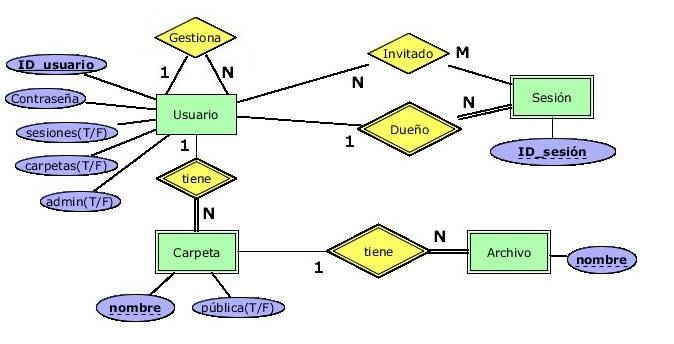 Gestiona
ID_usuario
1
N
Invitado
M
N
Contraseña
Usuario
Sesión
N
sesiones(T/F)
Dueño
1
1
ID_sesión
carpetas(T/F)
tiene
admin(T/F)
N
Carpeta
tiene
N
Archivo
nombre
1
nombre
pública(T/F)